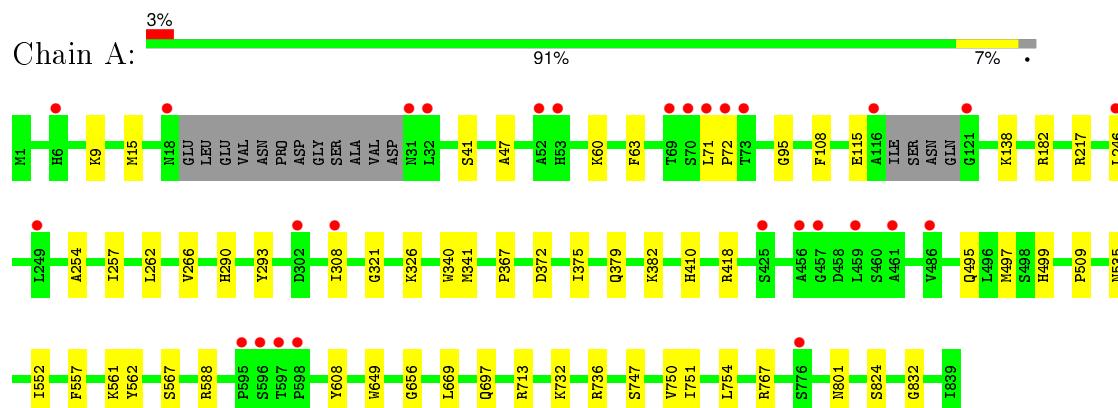 3%
Chain A:
91% 7% •
M1 H6 K9 M15 N18 GLU LEU GLU VAL ASN PRO ASP GLY SER ALA VAL ASP N31 L32 S41 A47 A52 H53 K60 F63 T69 S70 L71 P72 T73 G95 F108 E115 A116 ILE SER ASN GLN G121 K138 R182 R217 L246
L249 A254 I257 L262 V266 H290 Y293 D302 I308 G321 K326 W340 M341 P367 D372 I375 Q379 K382 H410 R418 S425 A456 G457 D458 L459 S460 A461 V486 Q495 L496 M497 S498 H499 P509 N535
I552 F557 K561 Y562 S567 R588 P595 S596 T597 P598 Y608 W649 G656 L669 Q697 R713 K732 R736 S747 V750 I751 L754 R767 S776 N801 S824 G832 I839